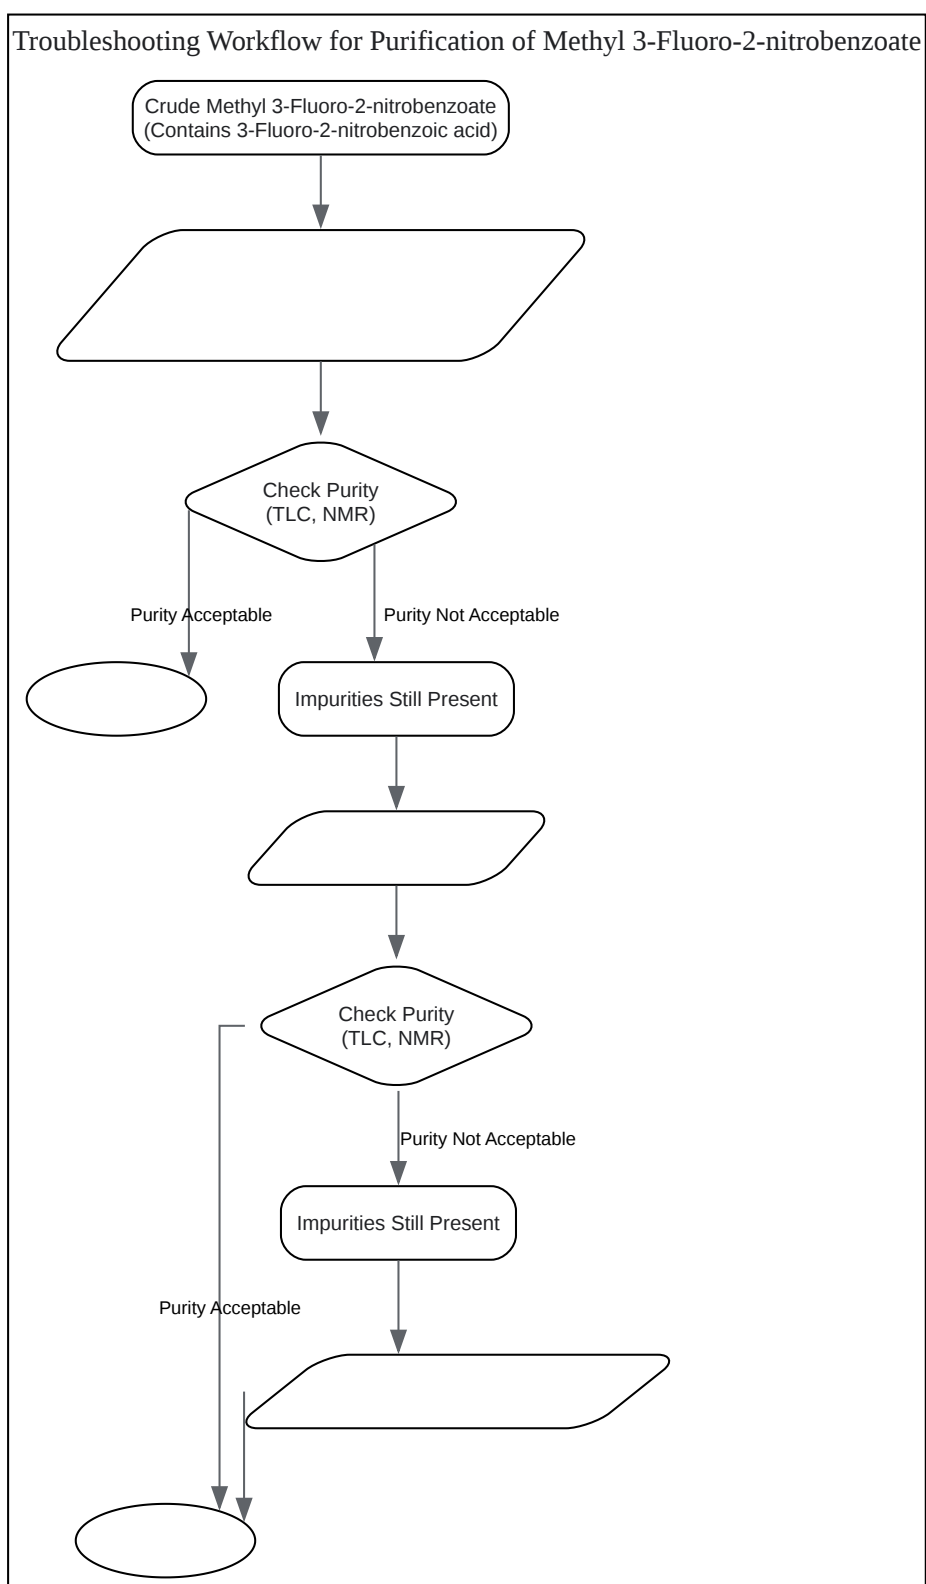 Troubleshooting Workflow for Purification of Methyl 3-Fluoro-2-nitrobenzoate
Crude Methyl 3-Fluoro-2-nitrobenzoate
(Contains 3-Fluoro-2-nitrobenzoic acid)
Check Purity
(TLC, NMR)
Purity Acceptable
Purity Not Acceptable
Impurities Still Present
Check Purity
(TLC, NMR)
Purity Not Acceptable
Impurities Still Present
Purity Acceptable